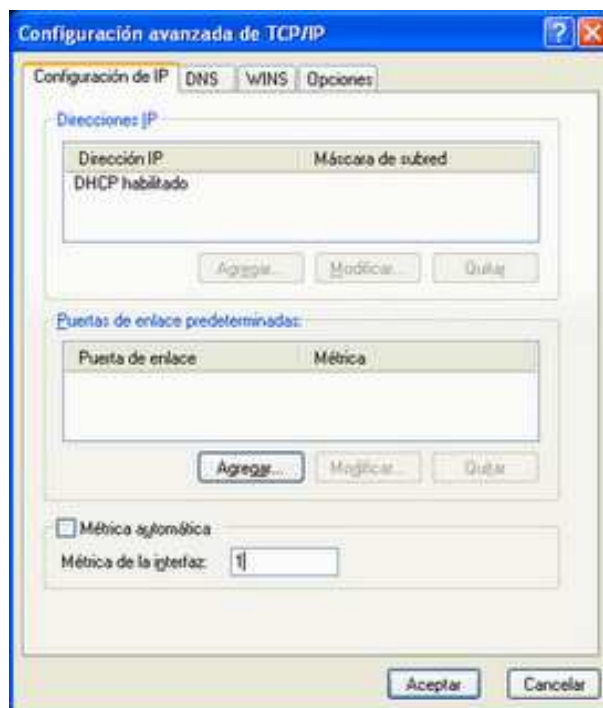 Configuración avanzada de TCP/IP
Configuración de IP DNS WINS Opciones
Direcciones IP
Dirección IP Máscara de subred
DHCP habilitado
Agregar... Modificar... Quitar
Puertas de enlace predeterminadas:
Puerta de enlace Métrica
Agregar... Modificar... Quitar
Métrica automática
Métrica de la interfaz: 1
Aceptar Cancelar